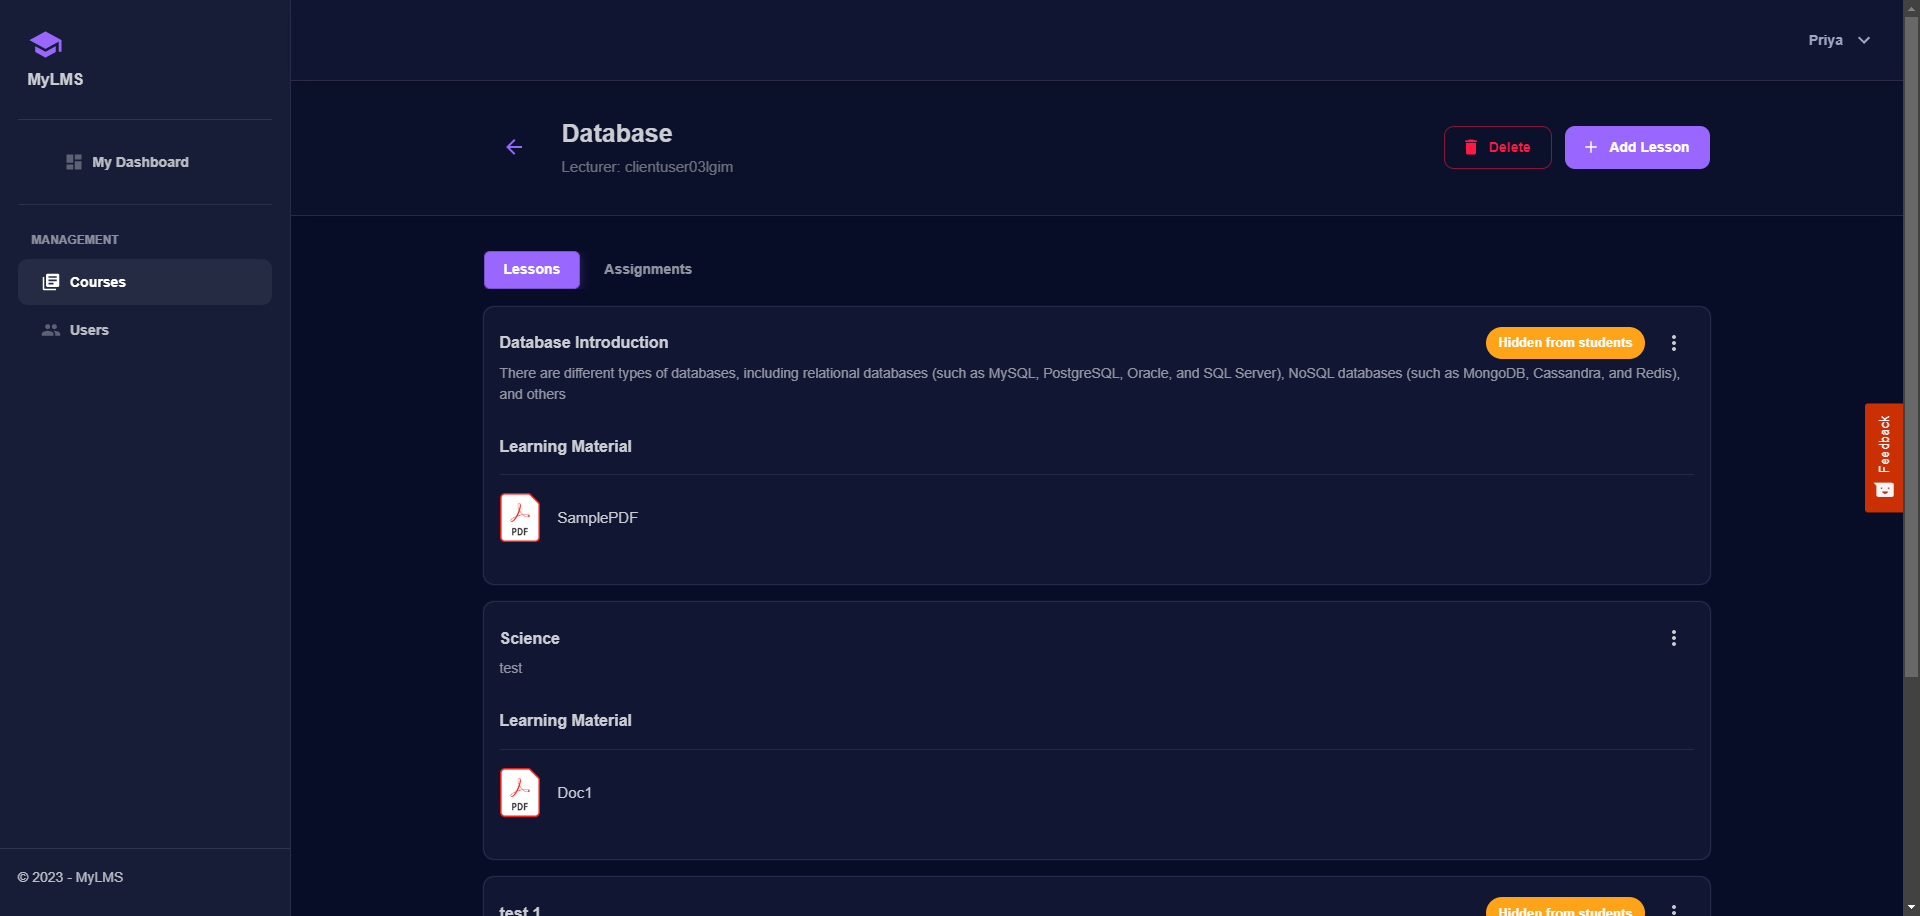 MyLMS
Priya
My Dashboard
MANAGEMENT
Courses
Users
© 2023 - MyLMS
Database
Lecturer: clientuser03lgim
Delete
Add Lesson
Lessons
Assignments
Database Introduction
Hidden from students
There are different types of databases, including relational databases (such as MySQL, PostgreSQL, Oracle, and SQL Server), NoSQL databases (such as MongoDB, Cassandra, and Redis),
and others
Learning Material
PDF
SamplePDF
Science
test
Learning Material
PDF
Doc1
test 1
Hidden from students
Feedback